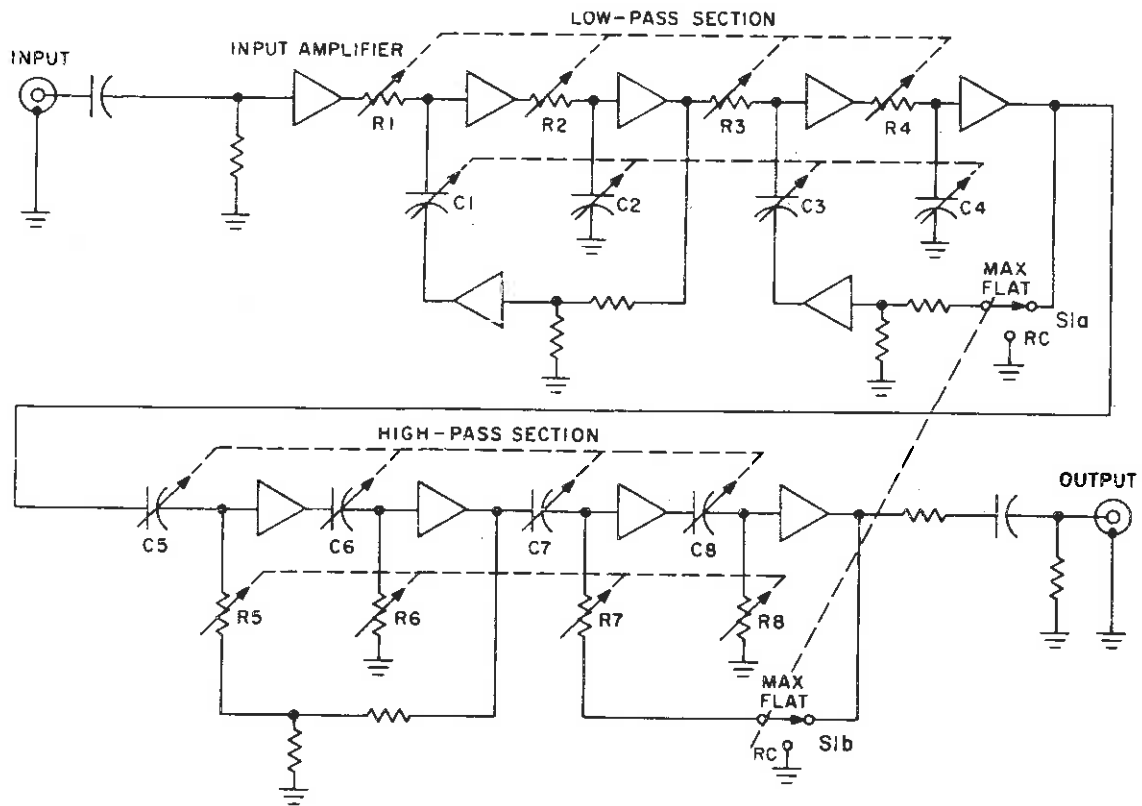 LOW-PASS SECTION
INPUT AMPLIFIER
INPUT
R1
R2
R3
R4
C1
C2
C3
C4
MAX
FLAT
S1a
RC
HIGH-PASS SECTION
OUTPUT
C5
C6
C7
C8
R5
R6
R7
R8
MAX
FLAT
S1b
RC